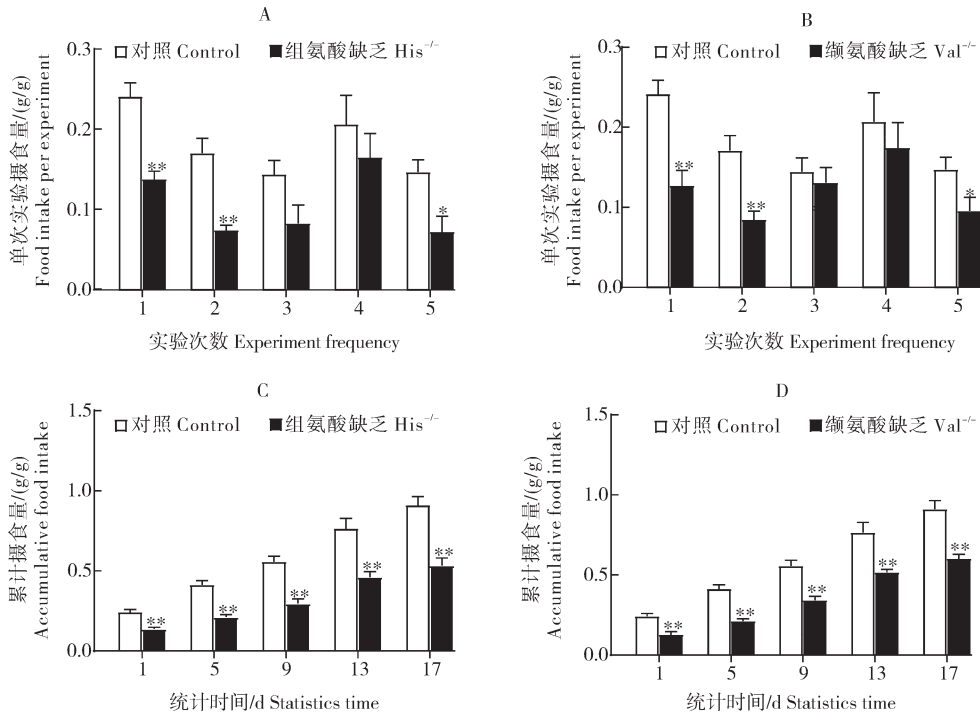 A
对照 Control 组氨酸缺乏 His⁻/⁻
单次实验摄食量/(g/g)
Food intake per experiment
0.3
0.2
0.1
0.0
** ** *
1 2 3 4 5
实验次数 Experiment frequency
B
对照 Control 缬氨酸缺乏 Val⁻/⁻
单次实验摄食量/(g/g)
Food intake per experiment
0.3
0.2
0.1
0.0
** ** *
1 2 3 4 5
实验次数 Experiment frequency
C
对照 Control 组氨酸缺乏 His⁻/⁻
累计摄食量/(g/g)
Accumulative food intake
1.5
1.0
0.5
0.0
** ** ** ** **
1 5 9 13 17
统计时间/d Statistics time
D
对照 Control 缬氨酸缺乏 Val⁻/⁻
累计摄食量/(g/g)
Accumulative food intake
1.5
1.0
0.5
0.0
** ** ** ** **
1 5 9 13 17
统计时间/d Statistics time